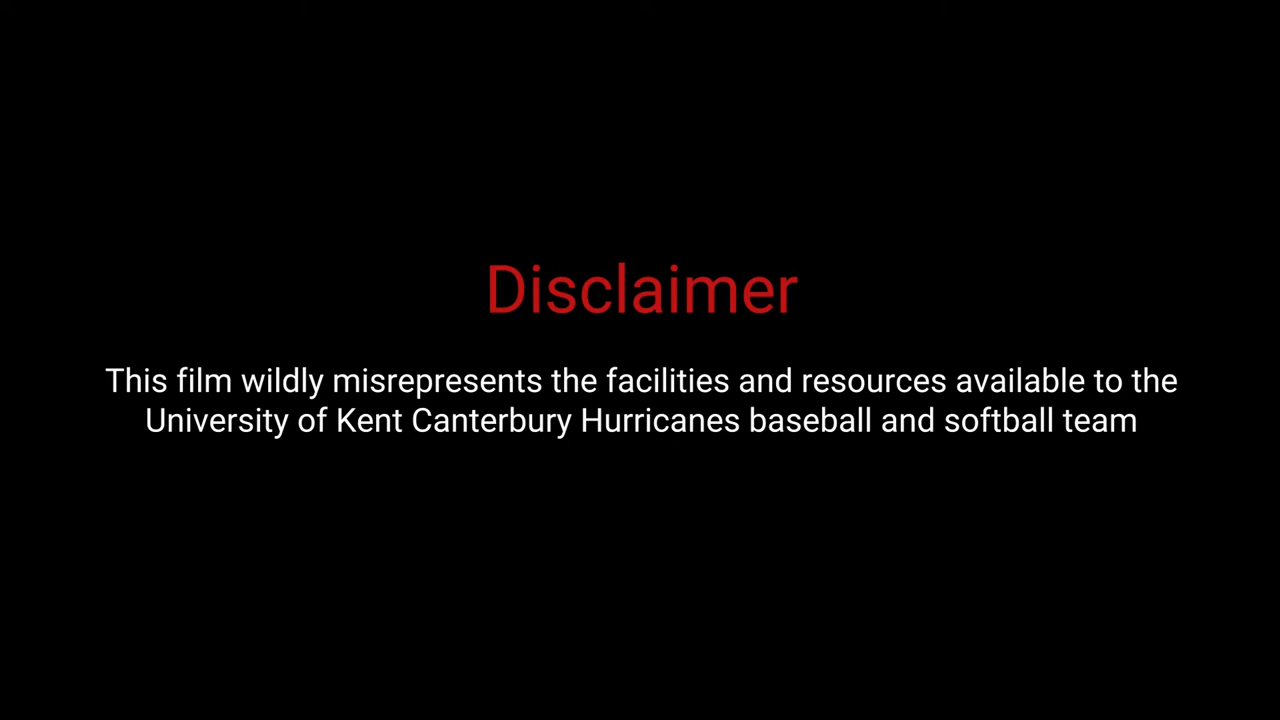 Disclaimer
This film wildly misrepresents the facilities and resources available to the
University of Kent Canterbury Hurricanes baseball and softball team